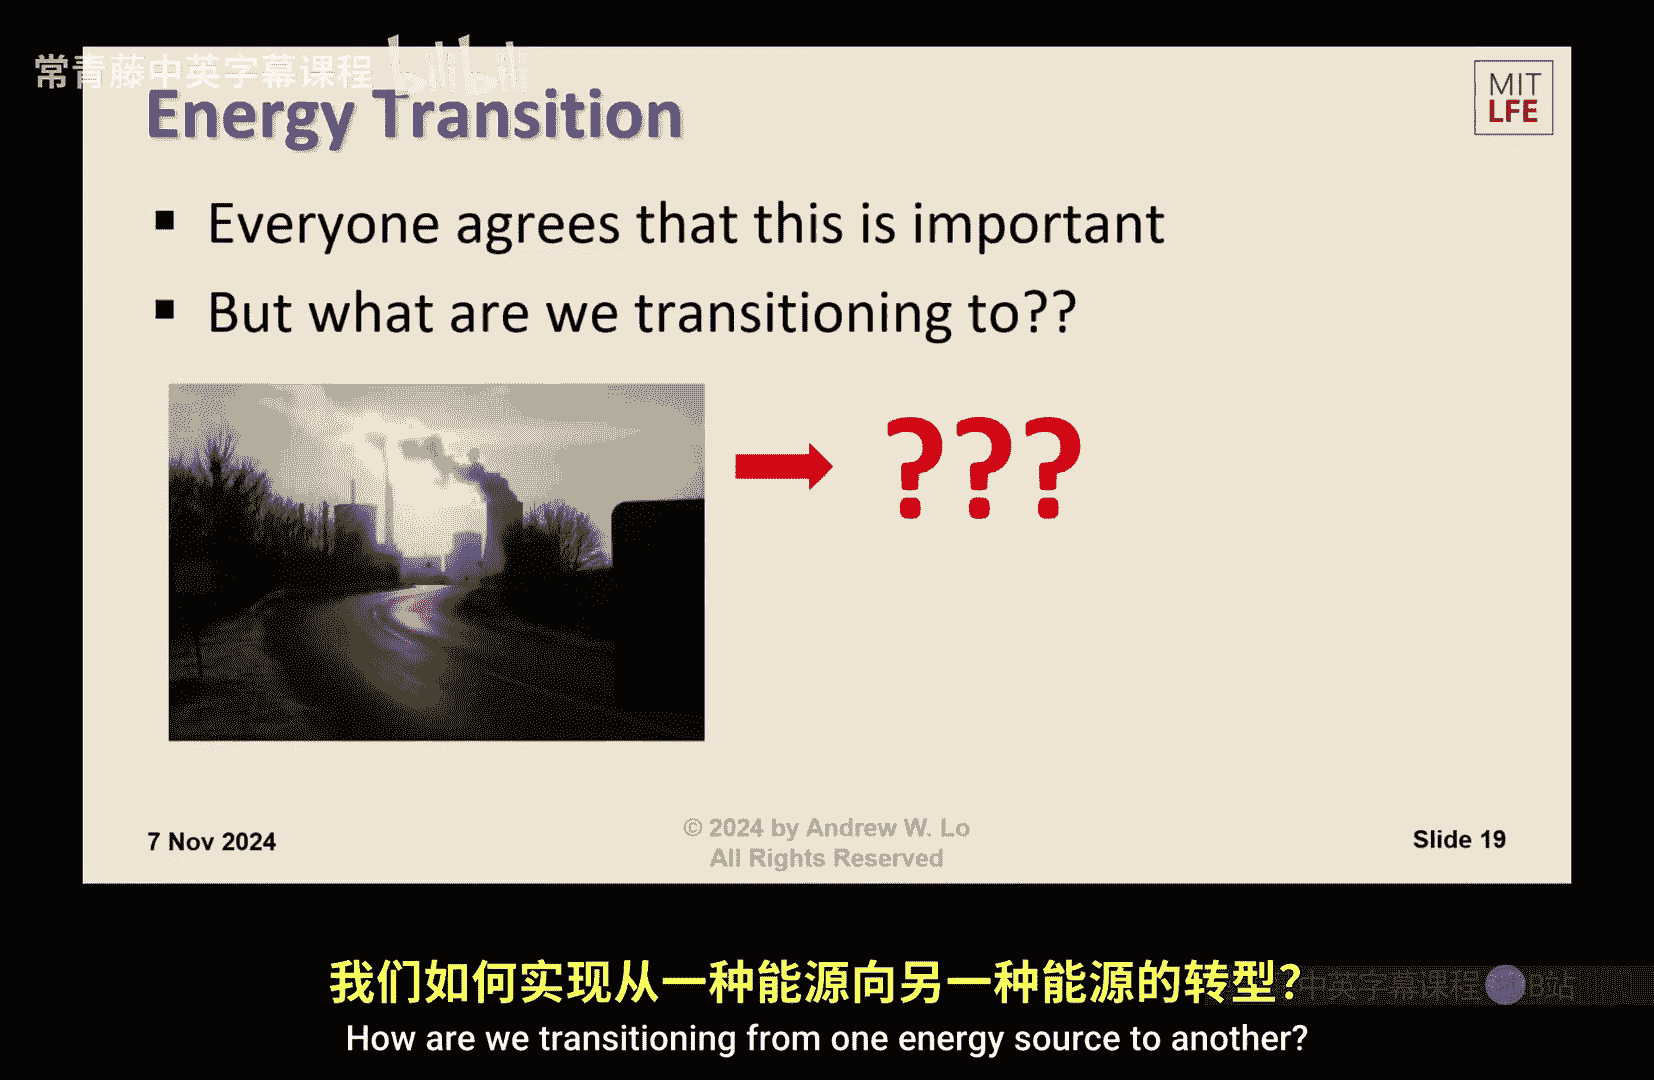 常青藤中英字幕课程 bilibili
MIT
LFE
Energy Transition
Everyone agrees that this is important
But what are we transitioning to??
???
7 Nov 2024
© 2024 by Andrew W. Lo
All Rights Reserved
Slide 19
我们如何实现从一种能源向另一种能源的转型?
中英字幕课程
B站
How are we transitioning from one energy source to another?